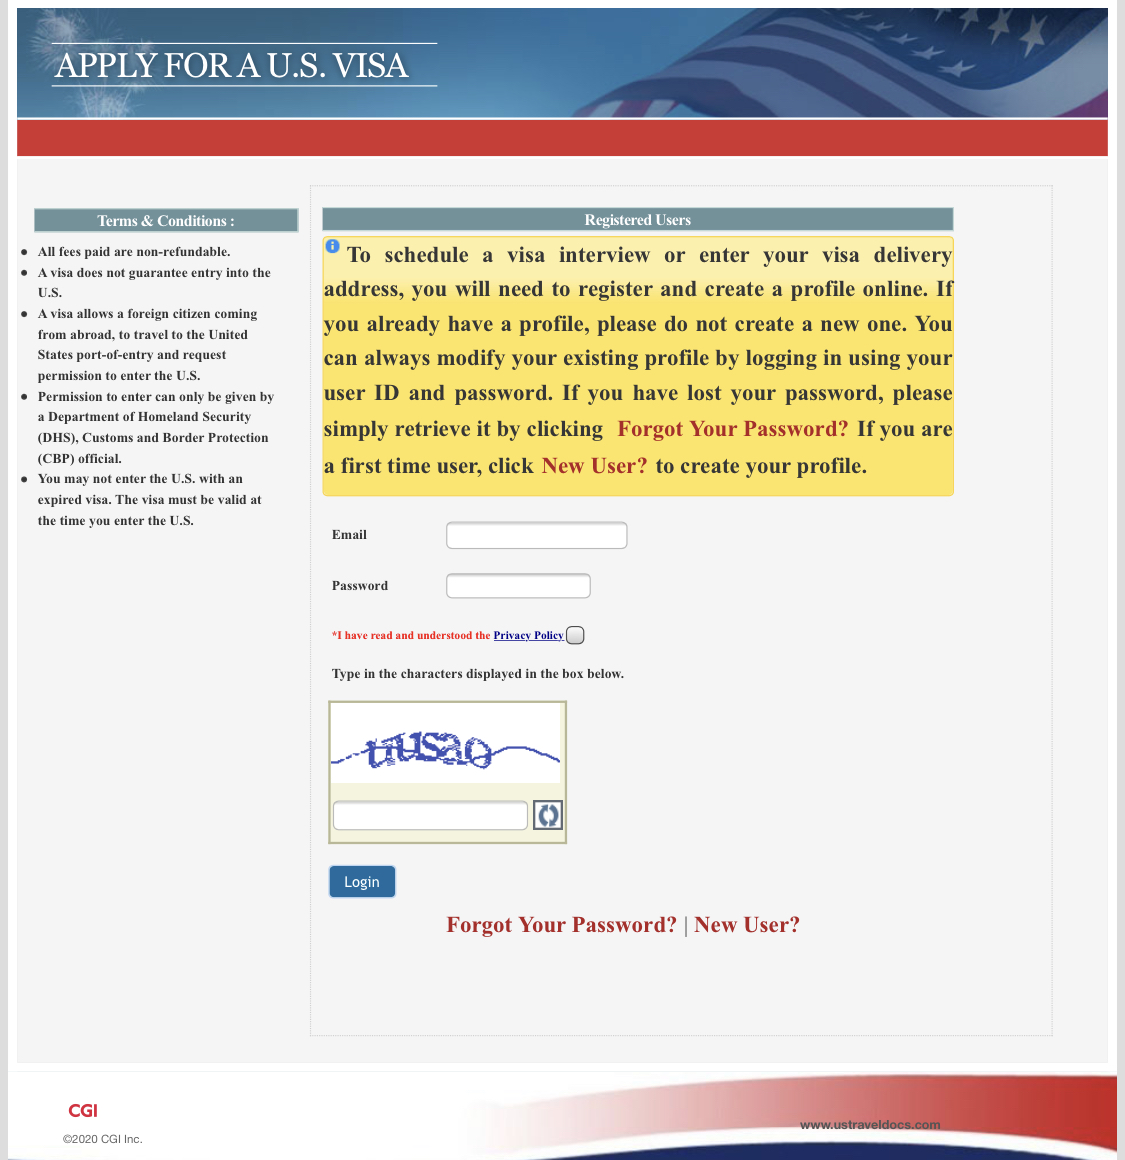 APPLY FOR A U.S. VISA
Terms & Conditions :
All fees paid are non-refundable.
A visa does not guarantee entry into the
U.S.
A visa allows a foreign citizen coming
from abroad, to travel to the United
States port-of-entry and request
permission to enter the U.S.
Permission to enter can only be given by
a Department of Homeland Security
(DHS), Customs and Border Protection
(CBP) official.
You may not enter the U.S. with an
expired visa. The visa must be valid at
the time you enter the U.S.
Registered Users
To schedule a visa interview or enter your visa delivery
address, you will need to register and create a profile online. If
you already have a profile, please do not create a new one. You
can always modify your existing profile by logging in using your
user ID and password. If you have lost your password, please
simply retrieve it by clicking Forgot Your Password? If you are
a first time user, click New User? to create your profile.
Email
Password
*I have read and understood the Privacy Policy
Type in the characters displayed in the box below.
Login
Forgot Your Password? | New User?
CGI
©2020 CGI Inc.
www.ustraveldocs.com